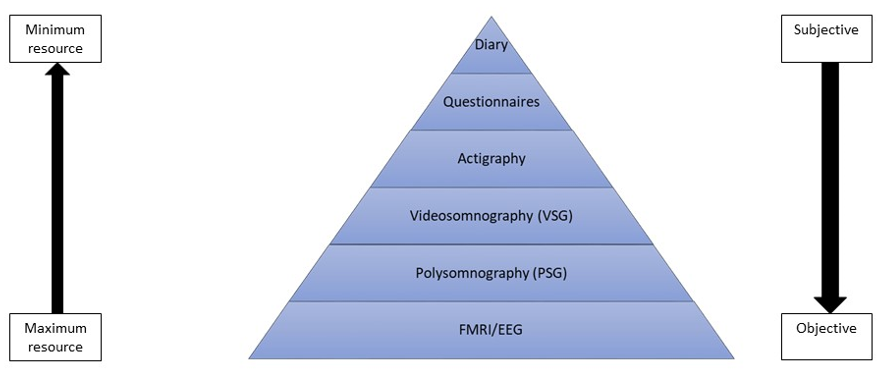 Minimum
resource
Subjective
Diary
Questionnaires
Actigraphy
Videosomnography (VSG)
Polysomnography (PSG)
Maximum
resource
FMRI/EEG
Objective